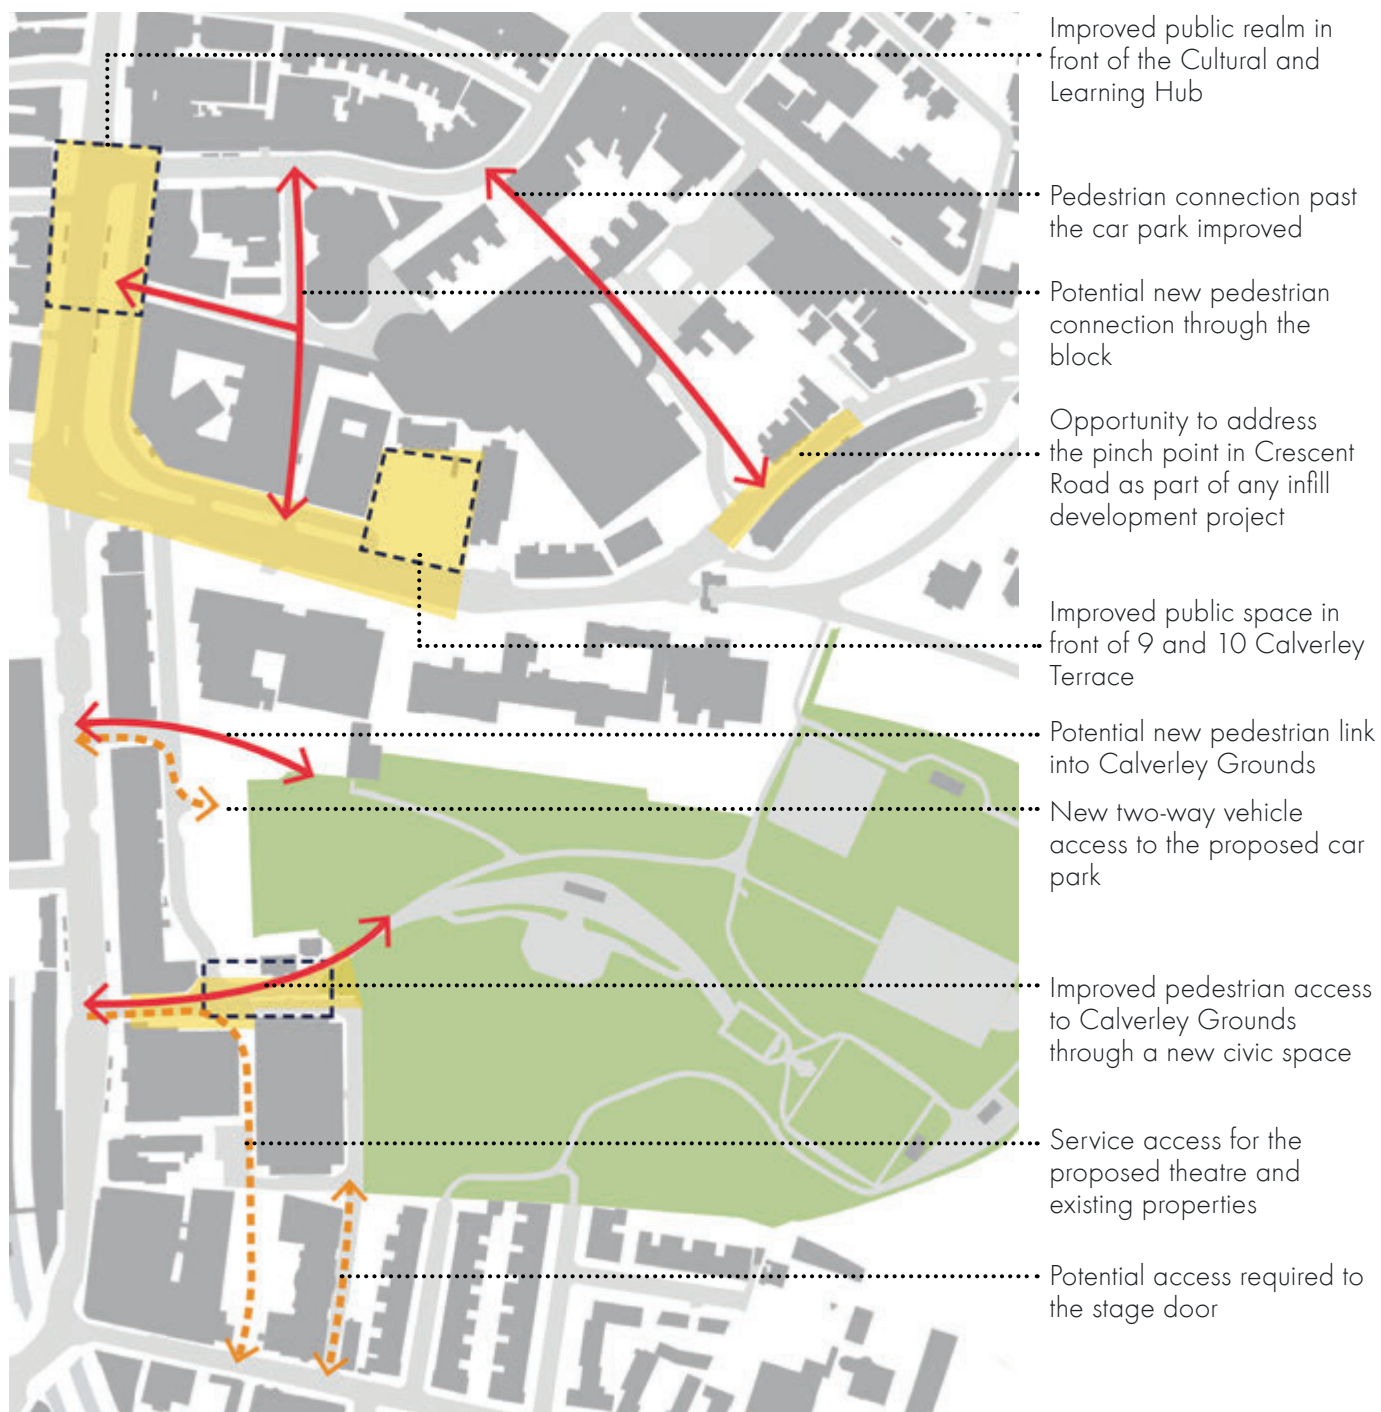 Improved public realm in
front of the Cultural and
Learning Hub
Pedestrian connection past
the car park improved
Potential new pedestrian
connection through the
block
Opportunity to address
the pinch point in Crescent
Road as part of any infill
development project
Improved public space in
front of 9 and 10 Calverley
Terrace
Potential new pedestrian link
into Calverley Grounds
New two-way vehicle
access to the proposed car
park
Improved pedestrian access
to Calverley Grounds
through a new civic space
Service access for the
proposed theatre and
existing properties
Potential access required to
the stage door